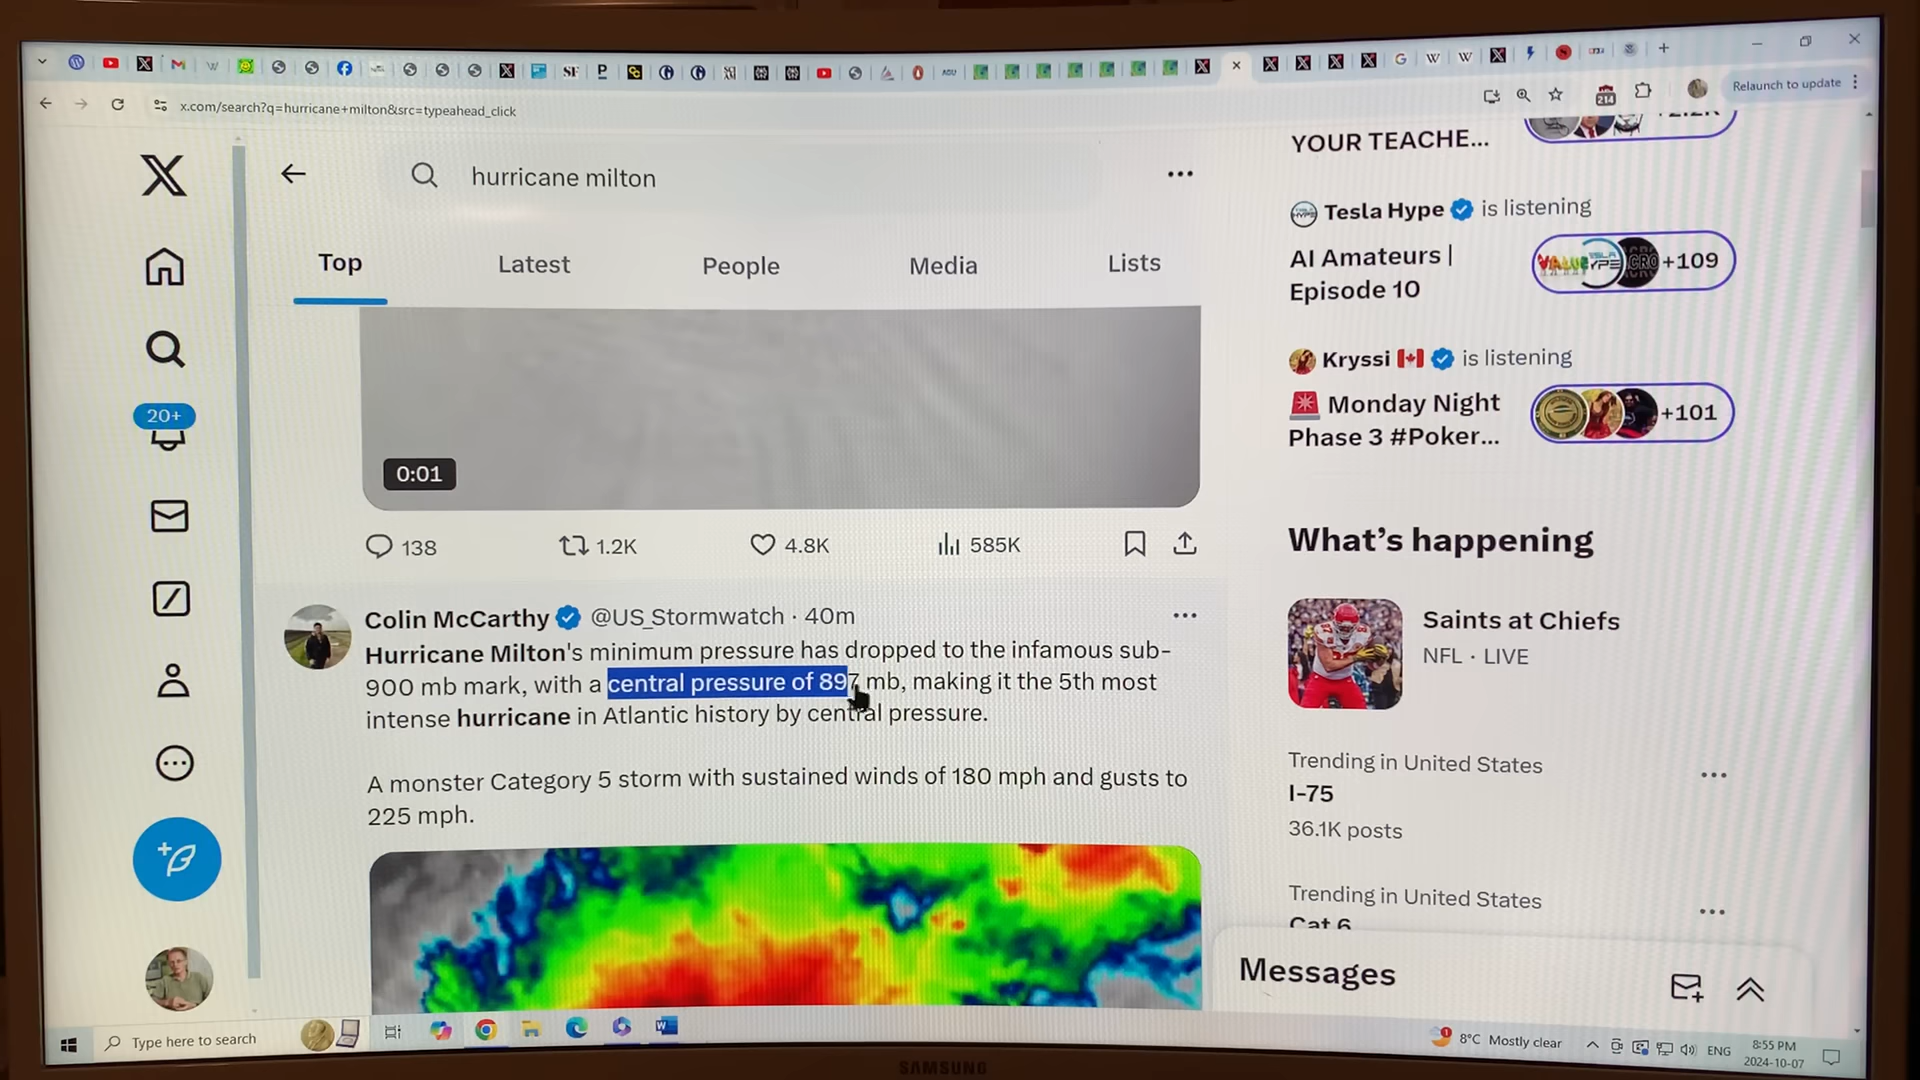 x.com/search?q=hurricane+milton&src=typeahead_click
Relaunch to update
hurricane milton
Top
Latest
People
Media
Lists
0:01
138
1.2K
4.8K
585K
20+
Colin McCarthy @US_Stormwatch · 40m
Hurricane Milton's minimum pressure has dropped to the infamous sub-
900 mb mark, with a central pressure of 897 mb, making it the 5th most
intense hurricane in Atlantic history by central pressure.
A monster Category 5 storm with sustained winds of 180 mph and gusts to
225 mph.
YOUR TEACHE...
Tesla Hype is listening
AI Amateurs |
Episode 10
+109
Kryssi is listening
Monday Night
Phase 3 #Poker...
+101
What's happening
Saints at Chiefs
NFL · LIVE
Trending in United States
I-75
36.1K posts
Trending in United States
Cat 6
Messages
Type here to search
8°C Mostly clear
ENG
8:55 PM
2024-10-07
SAMSUNG